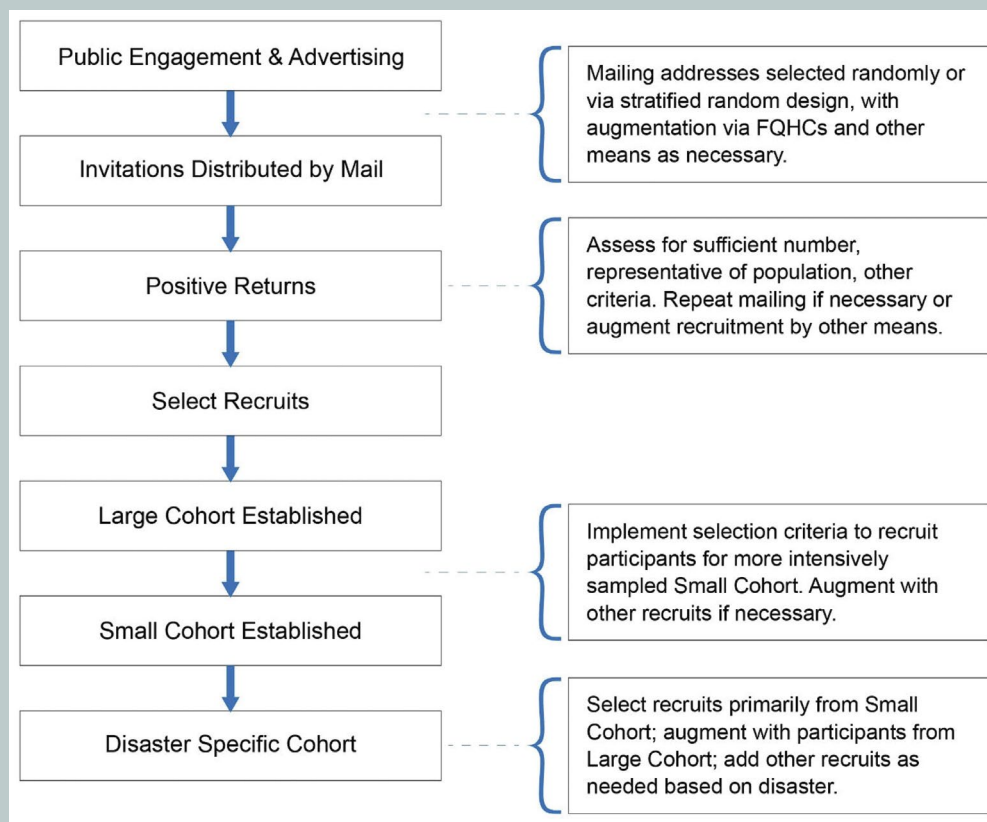 Public Engagement & Advertising
Mailing addresses selected randomly or
via stratified random design, with
augmentation via FQHCs and other
means as necessary.
Invitations Distributed by Mail
Positive Returns
Assess for sufficient number,
representative of population, other
criteria. Repeat mailing if necessary or
augment recruitment by other means.
Select Recruits
Large Cohort Established
Implement selection criteria to recruit
participants for more intensively
sampled Small Cohort. Augment with
other recruits if necessary.
Small Cohort Established
Disaster Specific Cohort
Select recruits primarily from Small
Cohort; augment with participants from
Large Cohort; add other recruits as
needed based on disaster.